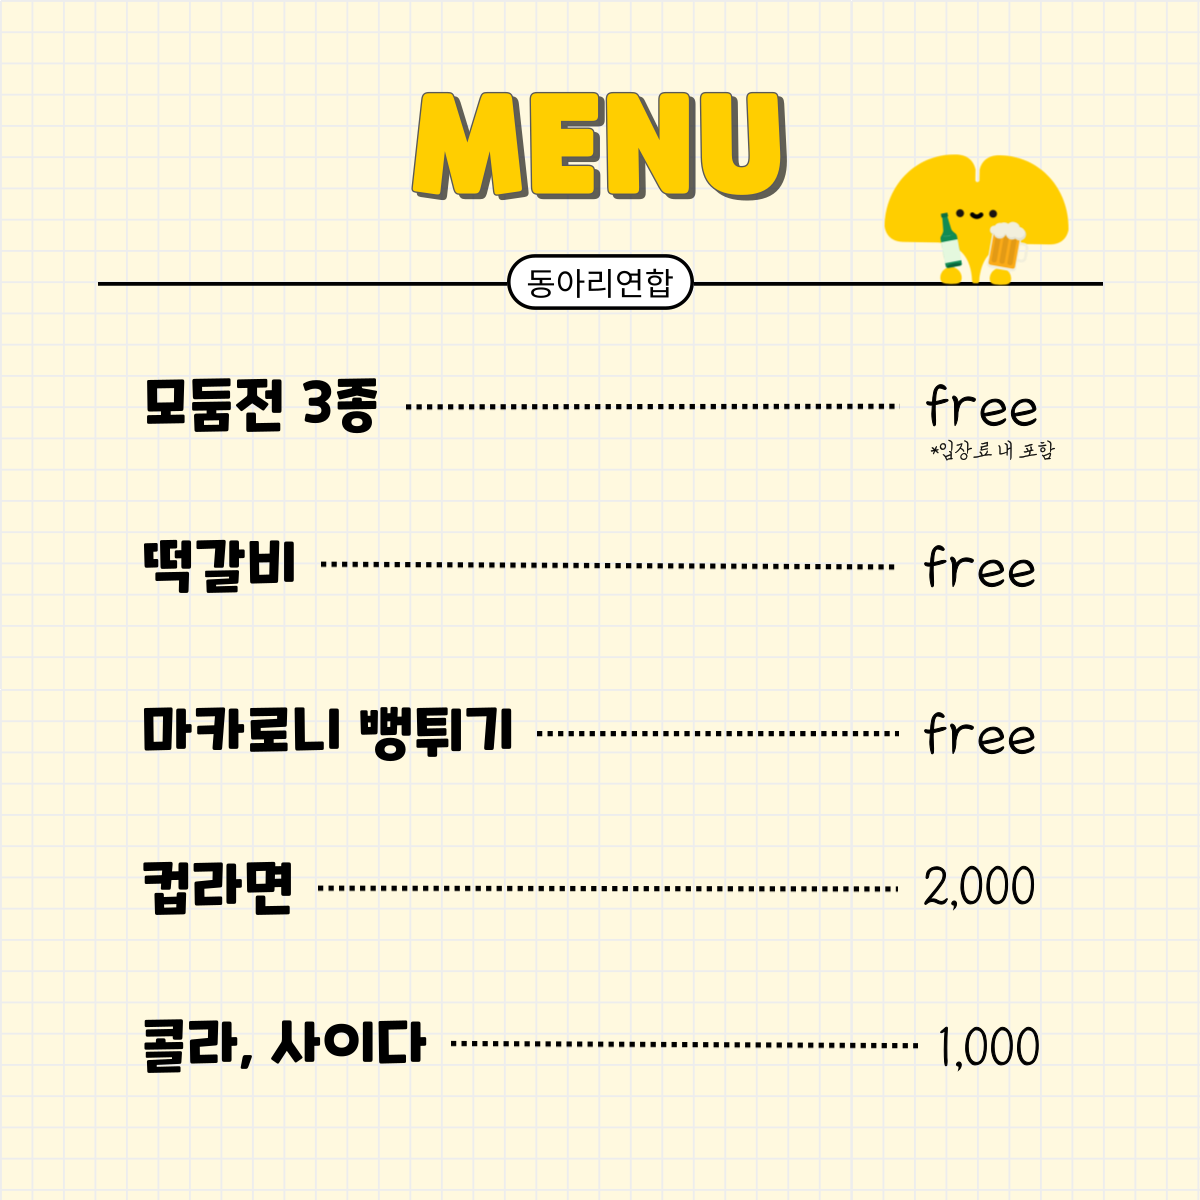 MENU
동아리연합
모둠전 3종 free
*입장료 내 포함
떡갈비 free
마카로니 뻥튀기 free
컵라면 2,000
콜라, 사이다 1,000